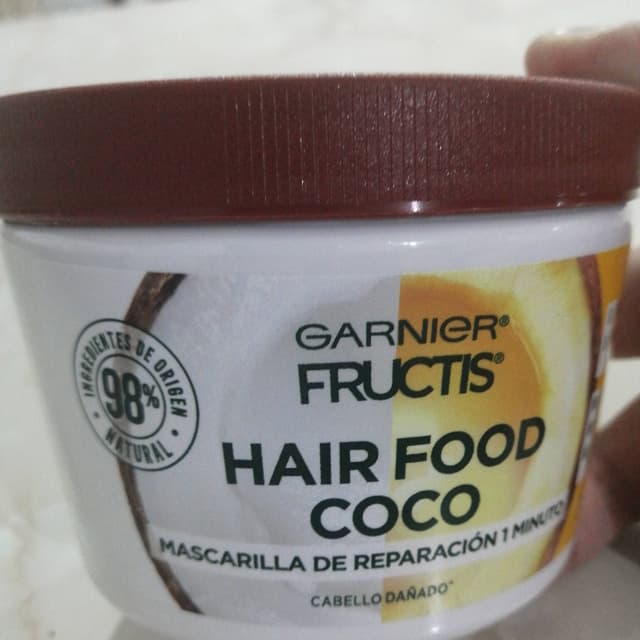 GARNIER®
FRUCTIS®
HAIR FOOD
COCO
MASCARILLA DE REPARACIÓN 1 MINUTO
CABELLO DAÑADO*
INGREDIENTES DE ORIGEN
98%
• NATURAL •